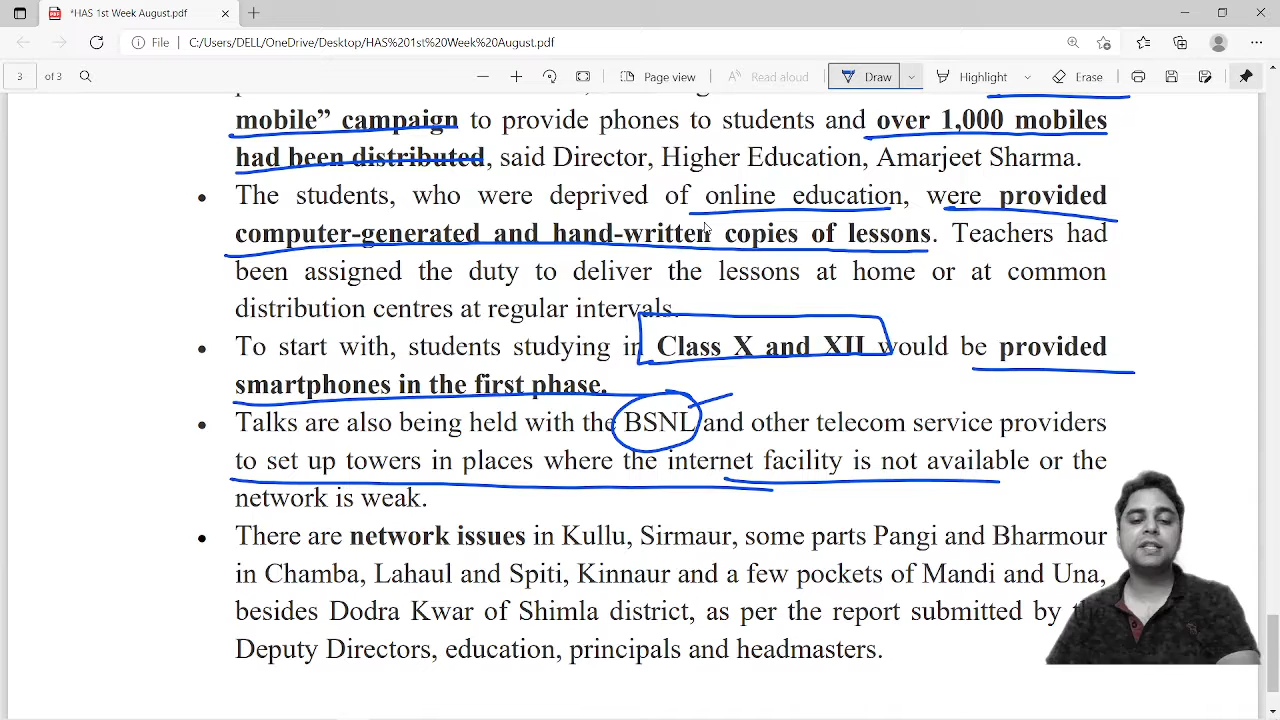 *HAS 1st Week August.pdf
File C:/Users/DELL/OneDrive/Desktop/HAS%201st%20Week%20August.pdf
3 of 3 Page view Read aloud Draw Highlight Erase
mobile” campaign to provide phones to students and over 1,000 mobiles
had been distributed, said Director, Higher Education, Amarjeet Sharma.
• The students, who were deprived of online education, were provided
computer-generated and hand-written copies of lessons. Teachers had
been assigned the duty to deliver the lessons at home or at common
distribution centres at regular intervals.
• To start with, students studying in Class X and XII would be provided
smartphones in the first phase.
• Talks are also being held with the BSNL and other telecom service providers
to set up towers in places where the internet facility is not available or the
network is weak.
• There are network issues in Kullu, Sirmaur, some parts Pangi and Bharmour
in Chamba, Lahaul and Spiti, Kinnaur and a few pockets of Mandi and Una,
besides Dodra Kwar of Shimla district, as per the report submitted by the
Deputy Directors, education, principals and headmasters.